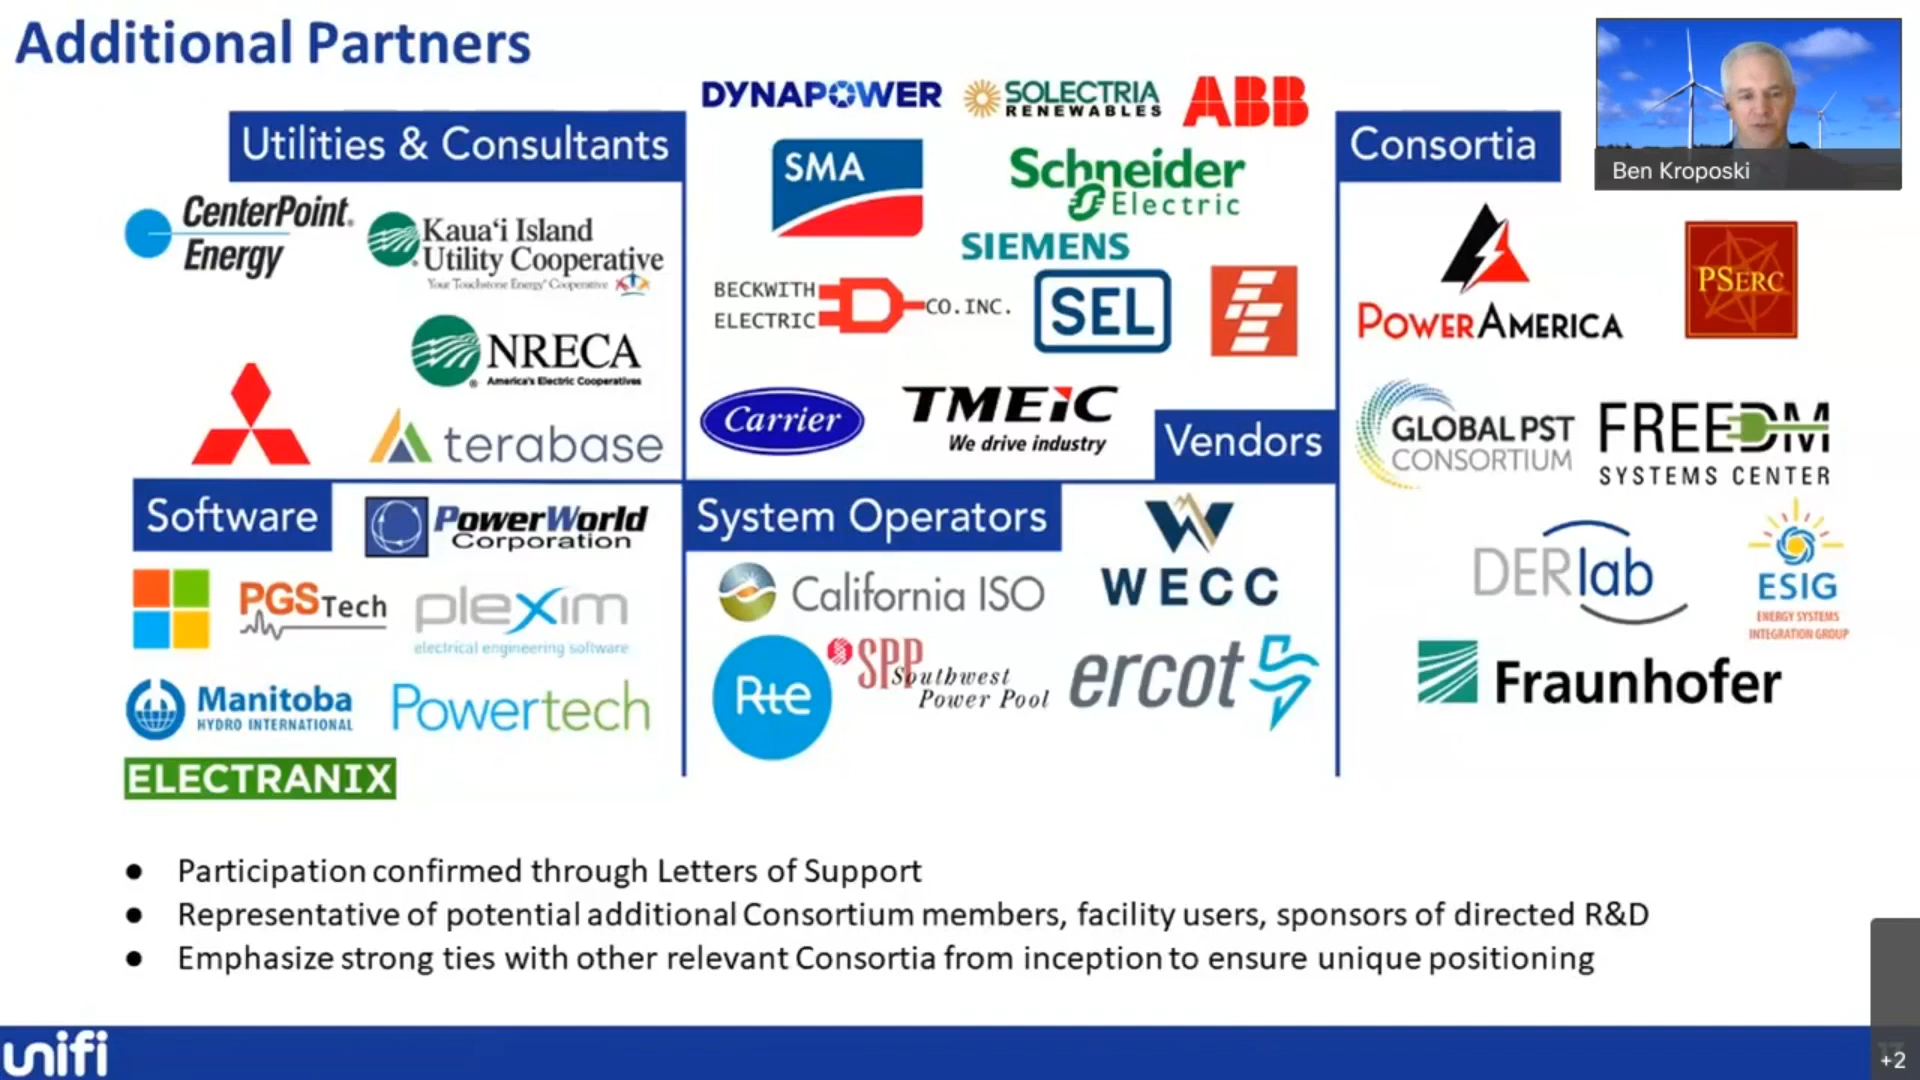 Additional Partners
Ben Kroposki
Utilities & Consultants
CenterPoint®
Energy
Kaua‘i Island
Utility Cooperative
Your Touchstone Energy® Cooperative
NRECA
America's Electric Cooperatives
terabase
DYNAPOWER
SOLECTRIA
RENEWABLES
ABB
SMA
Schneider
Electric
SIEMENS
BECKWITH
ELECTRIC
CO.INC.
SEL
Carrier
TMEiC
We drive industry
Vendors
Consortia
POWERAMERICA
PSERC
GLOBAL PST
CONSORTIUM
FREEDM
SYSTEMS CENTER
DERlab
ESIG
ENERGY SYSTEMS
INTEGRATION GROUP
Fraunhofer
Software
PowerWorld
Corporation
PGSTech
plexim
electrical engineering software
Manitoba
HYDRO INTERNATIONAL
Powertech
ELECTRANIX
System Operators
WECC
California ISO
Rte
SPP
Southwest
Power Pool
ercot
● Participation confirmed through Letters of Support
● Representative of potential additional Consortium members, facility users, sponsors of directed R&D
● Emphasize strong ties with other relevant Consortia from inception to ensure unique positioning
unifi
+2